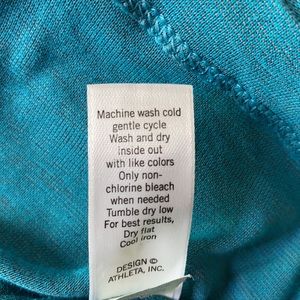 Machine wash cold
gentle cycle
Wash and dry
inside out
with like colors
Only non-
chlorine bleach
when needed
Tumble dry low
For best results,
Dry flat
Cool iron
DESIGN ©
ATHLETA, INC.